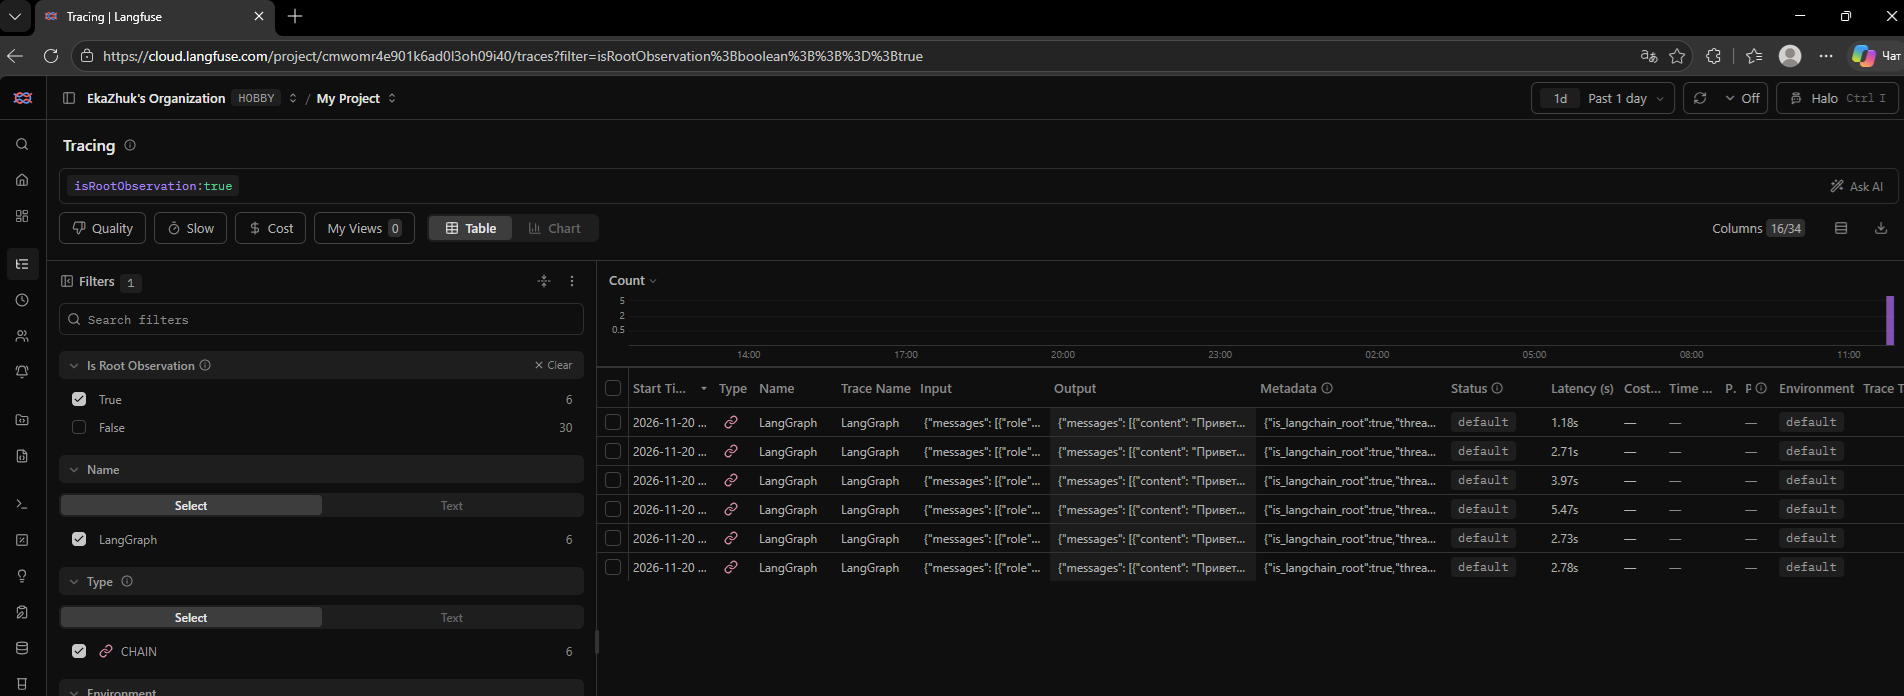 Tracing | Langfuse
https://cloud.langfuse.com/project/cmwomr4e901k6ad0l3oh09i40/traces?filter=isRootObservation%3Bboolean%3B%3B%3D%3Btrue
Чат
EkaZhuk's Organization HOBBY / My Project
1d Past 1 day Off Halo Ctrl I
Tracing
isRootObservation:true
Ask AI
Quality Slow Cost My Views 0 Table Chart
Columns 16/34
Filters 1
Search filters
Is Root Observation Clear
True 6
False 30
Name
Select Text
LangGraph 6
Type
Select Text
CHAIN 6
Environment
Count
5
2
0.5
14:00 17:00 20:00 23:00 02:00 05:00 08:00 11:00
Start Ti... Type Name Trace Name Input Output Metadata Status Latency (s) Cost... Time ... P. P Environment Trace T
2026-11-20 ... LangGraph LangGraph {"messages": [{"role"... {"messages": [{"content": "Привет... {"is_langchain_root":true,"threa... default 1.18s — — — default
2026-11-20 ... LangGraph LangGraph {"messages": [{"role"... {"messages": [{"content": "Привет... {"is_langchain_root":true,"threa... default 2.71s — — — default
2026-11-20 ... LangGraph LangGraph {"messages": [{"role"... {"messages": [{"content": "Привет... {"is_langchain_root":true,"threa... default 3.97s — — — default
2026-11-20 ... LangGraph LangGraph {"messages": [{"role"... {"messages": [{"content": "Привет... {"is_langchain_root":true,"threa... default 5.47s — — — default
2026-11-20 ... LangGraph LangGraph {"messages": [{"role"... {"messages": [{"content": "Привет... {"is_langchain_root":true,"threa... default 2.73s — — — default
2026-11-20 ... LangGraph LangGraph {"messages": [{"role"... {"messages": [{"content": "Привет... {"is_langchain_root":true,"threa... default 2.78s — — — default